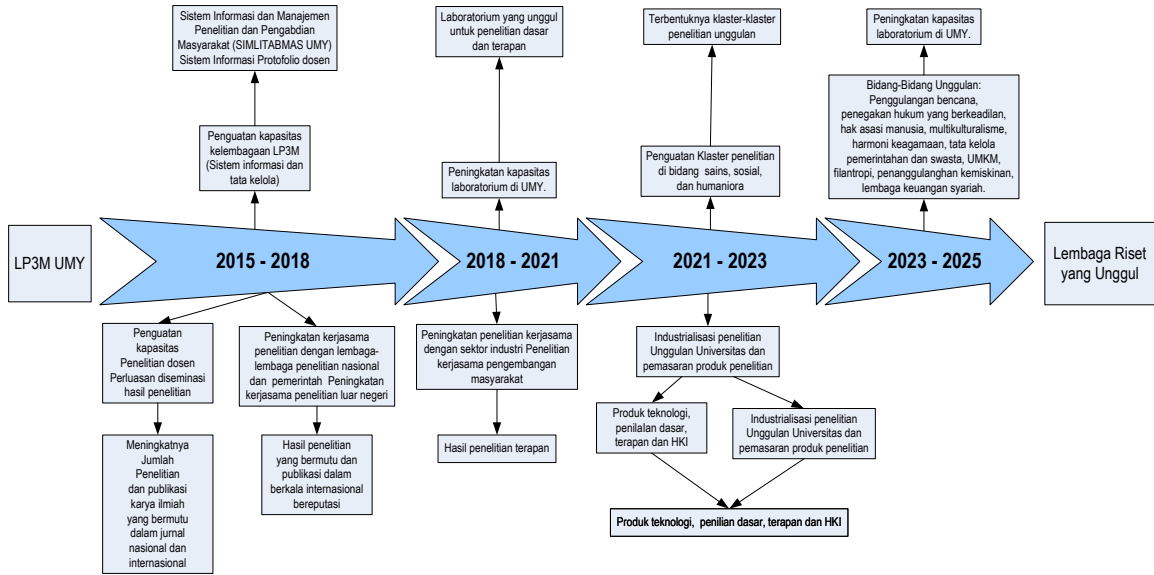 Sistem Informasi dan Manajemen
Penelitian dan Pengabdian
Masyarakat (SIMLITABMAS UMY)
Sistem Informasi Protofolio dosen
Laboratorium yang unggul
untuk penelitian dasar
dan terapan
Terbentuknya klaster-klaster
penelitian unggulan
Peningkatan kapasitas
laboratorium di UMY.
Penguatan kapasitas
kelembagaan LP3M
(Sistem informasi dan
tata kelola)
Peningkatan kapasitas
laboratorium di UMY.
Penguatan Klaster penelitian
di bidang sains, sosial,
dan humaniora
Bidang-Bidang Unggulan:
Penggulangan bencana,
penegakan hukum yang berkeadilan,
hak asasi manusia, multikulturalisme,
harmoni keagamaan, tata kelola
pemerintahan dan swasta, UMKM,
filantropi, penanggulanghan kemiskinan,
lembaga keuangan syariah.
LP3M UMY
2015 - 2018
2018 - 2021
2021 - 2023
2023 - 2025
Lembaga Riset
yang Unggul
Penguatan
kapasitas
Penelitian dosen
Perluasan diseminasi
hasil penelitian
Peningkatan kerjasama
penelitian dengan lembaga-
lembaga penelitian nasional
dan pemerintah Peningkatan
kerjasama penelitian luar negeri
Peningkatan penelitian kerjasama
dengan sektor industri Penelitian
kerjasama pengembangan
masyarakat
Industrialisasi penelitian
Unggulan Universitas dan
pemasaran produk penelitian
Meningkatnya
Jumlah
Penelitian
dan publikasi
karya ilmiah
yang bermutu
dalam jurnal
nasional dan
internasional
Hasil penelitian
yang bermutu dan
publikasi dalam
berkala internasional
bereputasi
Hasil penelitian terapan
Produk teknologi,
penilalan dasar,
terapan dan HKI
Industrialisasi penelitian
Unggulan Universitas dan
pemasaran produk penelitian
Produk teknologi, penilian dasar, terapan dan HKI